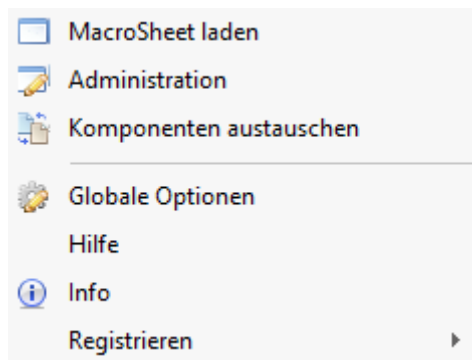 MacroSheet laden
Administration
Komponenten austauschen
Globale Optionen
Hilfe
Info
Registrieren